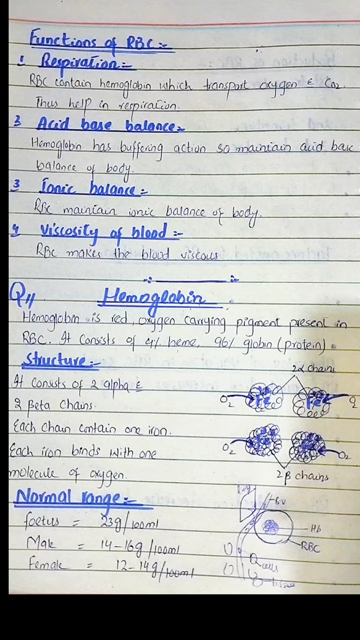 Functions of RBC:-
1 Respiration:-
RBC contain hemoglobin which transport oxygen & Co2.
Thus help in respiration.
2 Acid base balance:-
Hemoglobin has buffering action so maintain acid base
balance of body.
3 Ionic balance:-
RBC maintain ionic balance of body.
4 Viscosity of blood:-
RBC makes the blood viscous
Q11 Hemoglobin
Hemoglobin is red, oxygen carrying pigment present in
RBC. It consists of 4% heme, 96% globin (protein).
Structure:-
It consists of 2 alpha &
2 Beta Chains.
Each chain contain one iron.
Each iron binds with one
molecule of oxygen.
2α chains
O2 Fe Fe
O2
2β chains
Normal range:-
foetus = 23g/100ml
Male = 14-16g/100ml
Female = 12-14g/100ml
Hb
RBC